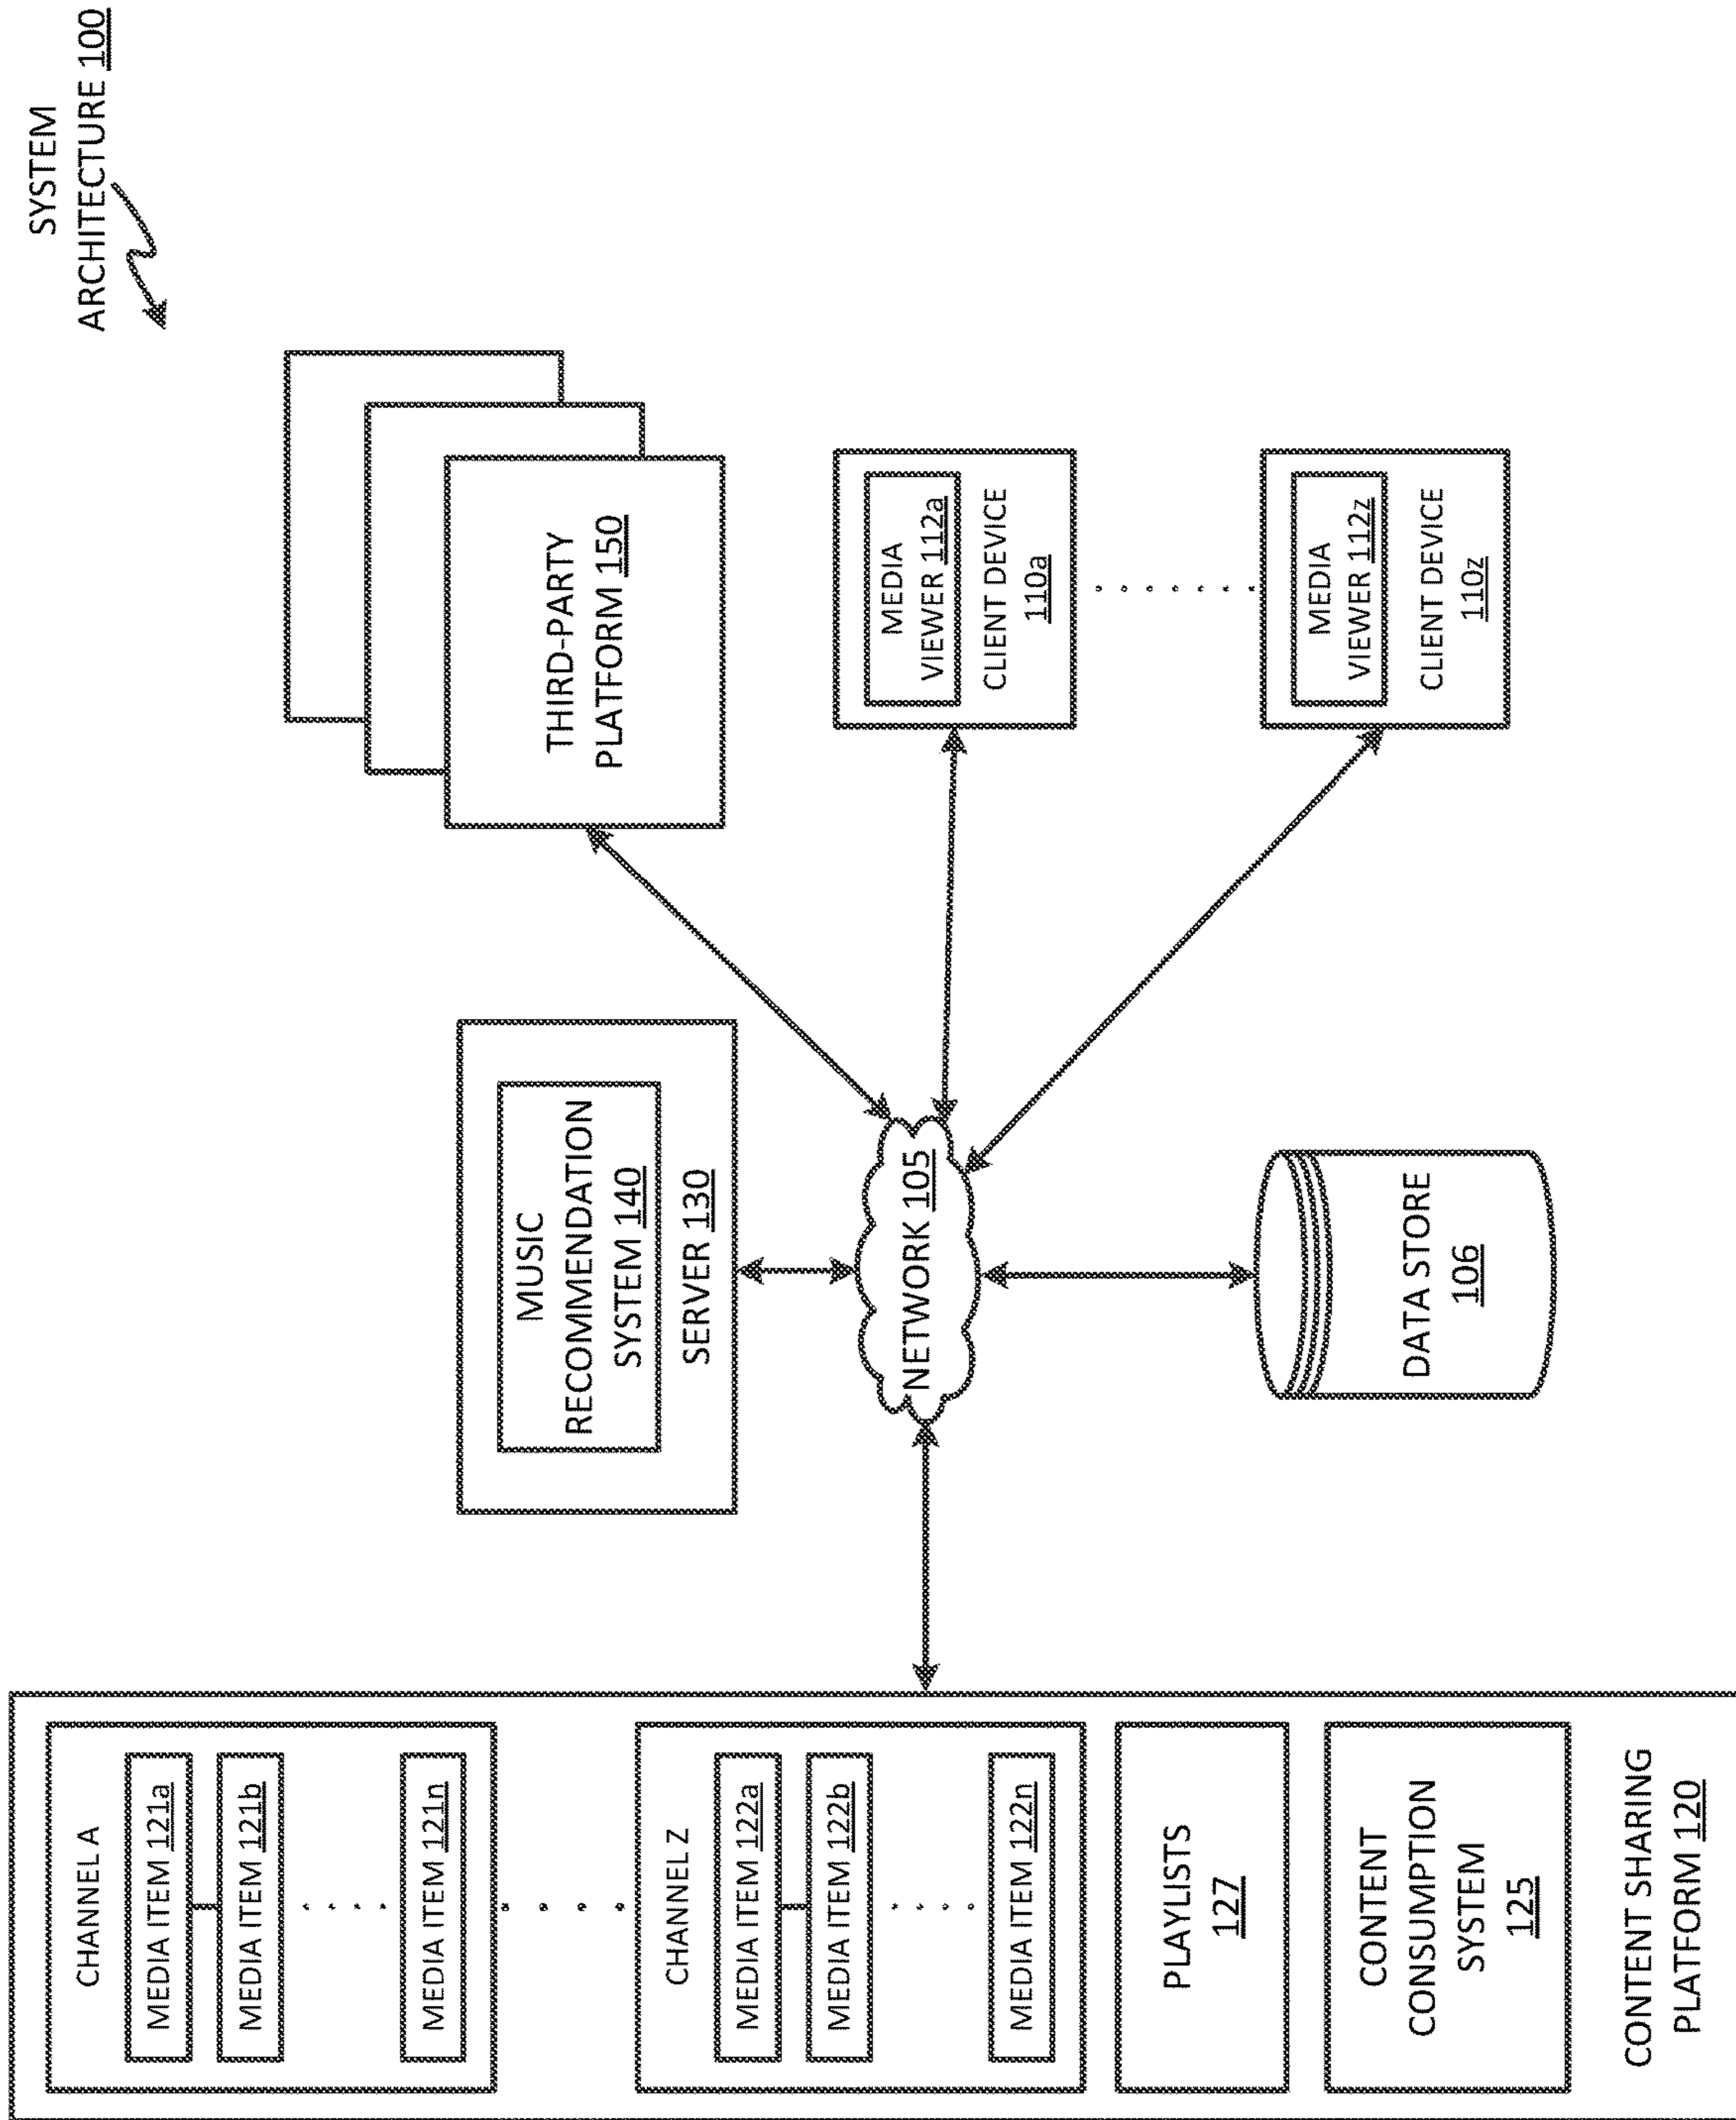 SYSTEM
ARCHITECTURE 100
CHANNEL A
MEDIA ITEM 121a
MEDIA ITEM 121b
MEDIA ITEM 121n
CHANNEL Z
MEDIA ITEM 122a
MEDIA ITEM 122b
MEDIA ITEM 122n
PLAYLISTS
127
CONTENT
CONSUMPTION
SYSTEM
125
CONTENT SHARING
PLATFORM 120
MUSIC
RECOMMENDATION
SYSTEM 140
SERVER 130
NETWORK 105
DATA STORE
106
THIRD-PARTY
PLATFORM 150
MEDIA
VIEWER 112a
CLIENT DEVICE
110a
MEDIA
VIEWER 112z
CLIENT DEVICE
110z